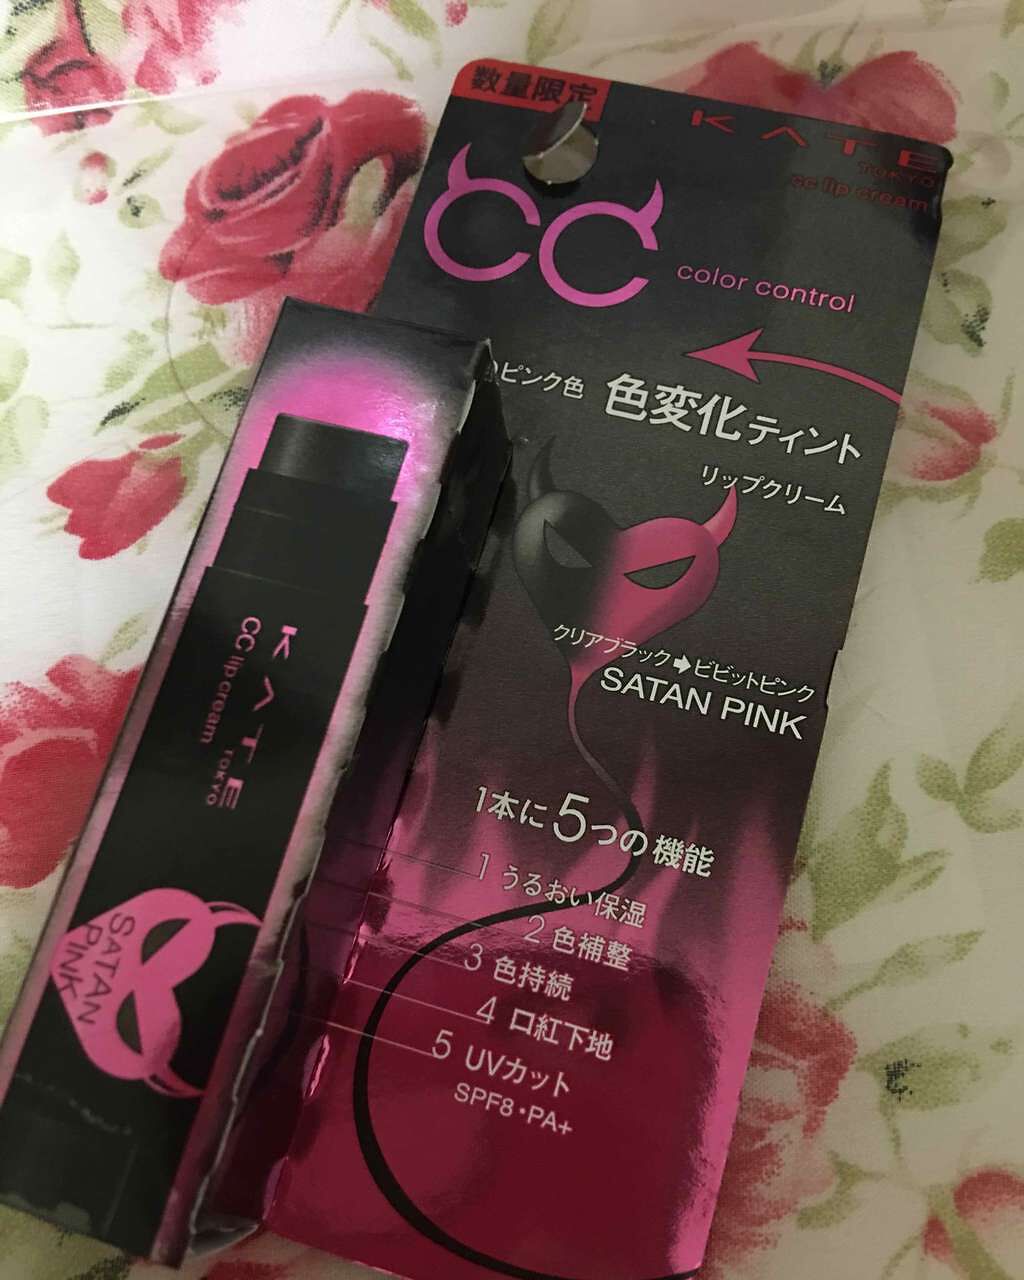 数量限定
KATE
TOKYO
cc lip cream
CC
color control
ピンク色 色変化ティント
リップクリーム
クリアブラック➡ビビットピンク
SATAN PINK
1本に5つの機能
1 うるおい保湿
2 色補整
3 色持続
4 口紅下地
5 UVカット
SPF8・PA+
KATE
TOKYO
CC lip cream
SATAN
PINK